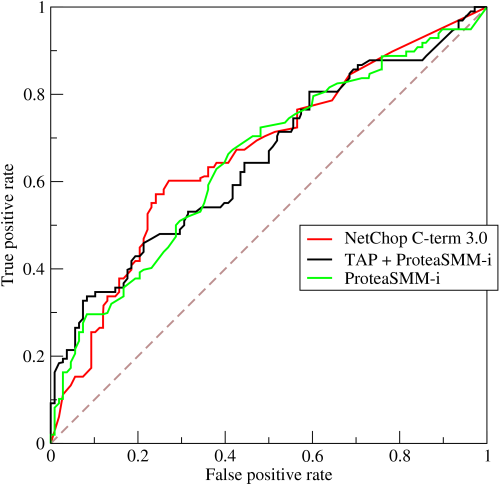 1
0.8
0.6
0.4
0.2
0
0 0.2 0.4 0.6 0.8 1
True positive rate
False positive rate
NetChop C-term 3.0
TAP + ProteaSMM-i
ProteaSMM-i